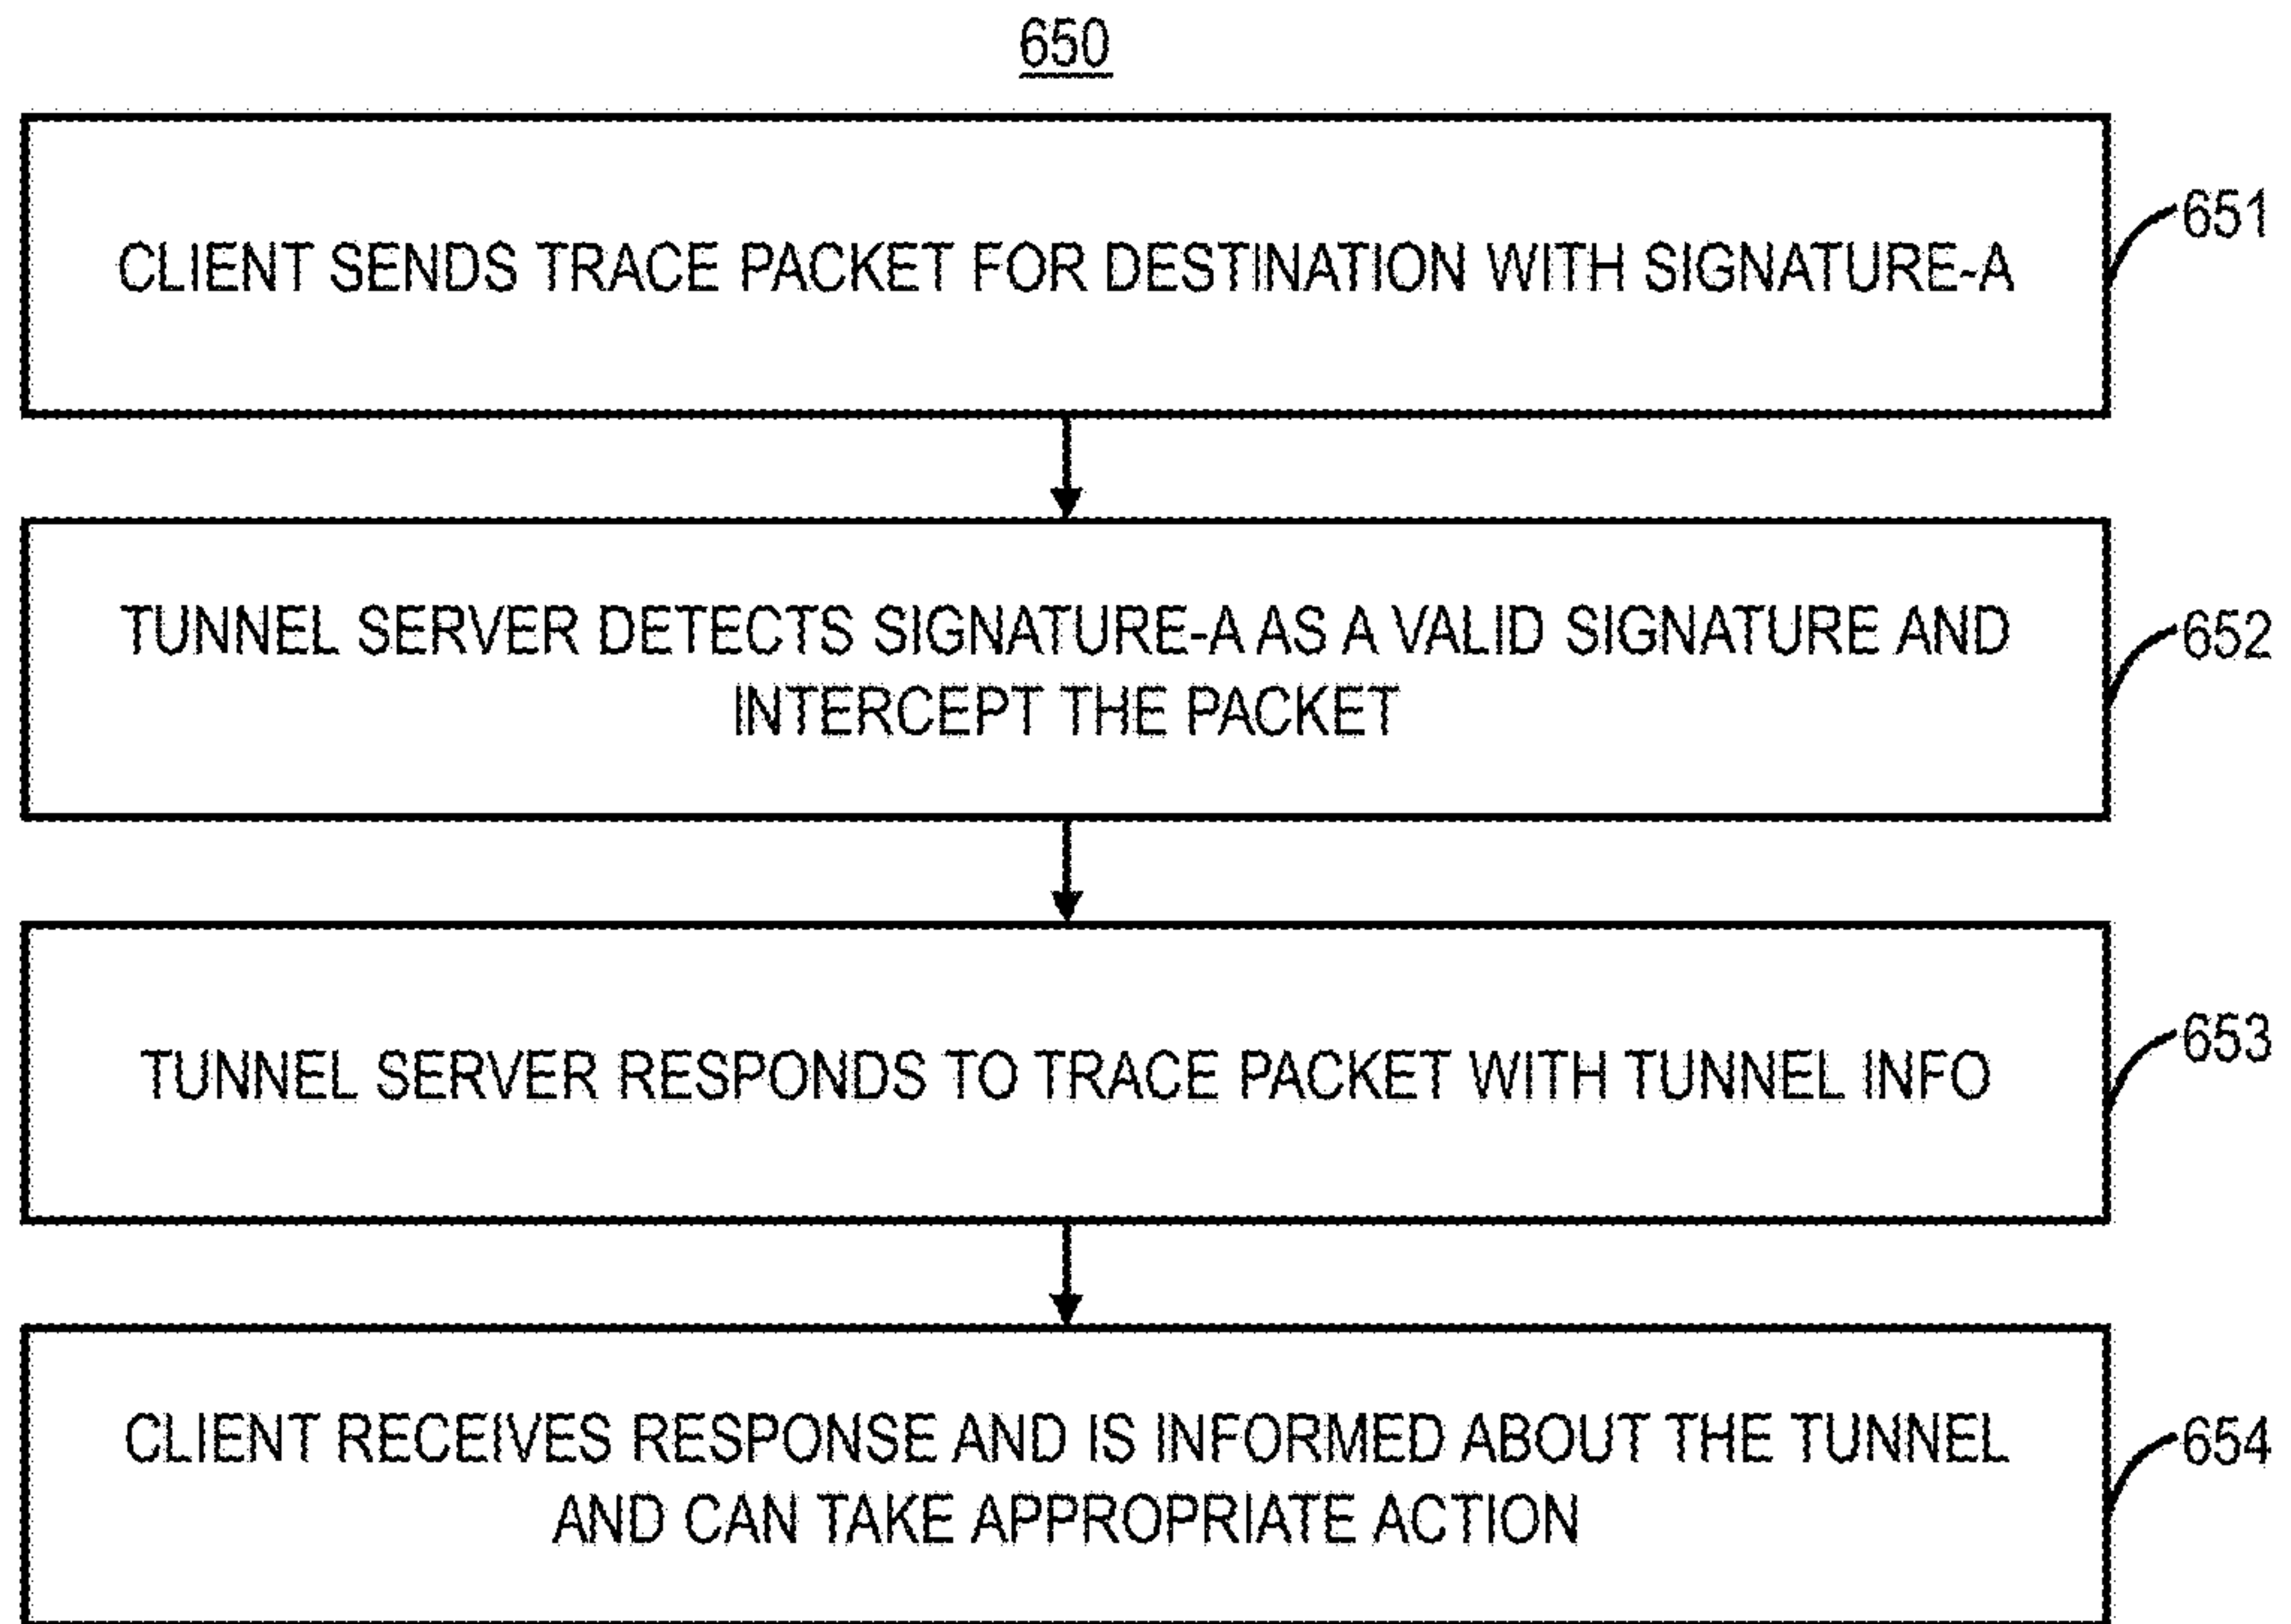 650
CLIENT SENDS TRACE PACKET FOR DESTINATION WITH SIGNATURE-A
651
TUNNEL SERVER DETECTS SIGNATURE-A AS A VALID SIGNATURE AND
INTERCEPT THE PACKET
652
TUNNEL SERVER RESPONDS TO TRACE PACKET WITH TUNNEL INFO
653
CLIENT RECEIVES RESPONSE AND IS INFORMED ABOUT THE TUNNEL
AND CAN TAKE APPROPRIATE ACTION
654